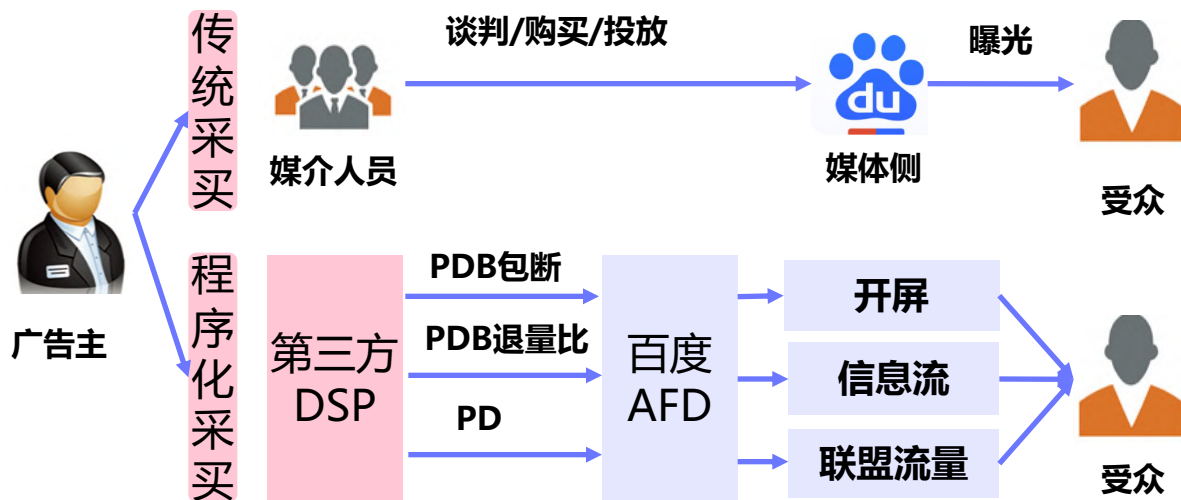 传统采买
谈判/购买/投放
曝光
du
媒介人员
媒体侧
受众
广告主
程序化采买
第三方
DSP
PDB包断
PDB退量比
PD
百度
AFD
开屏
信息流
联盟流量
受众